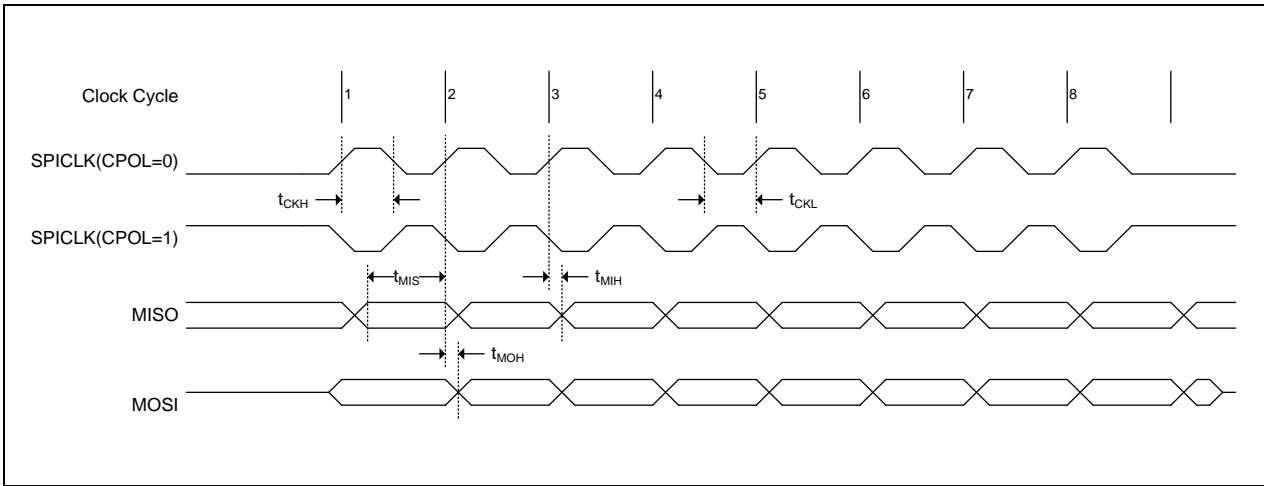 Clock Cycle 1 2 3 4 5 6 7 8
SPICLK(CPOL=0)
tCKH tCKL
SPICLK(CPOL=1)
tMIS tMIH
MISO
tMOH
MOSI